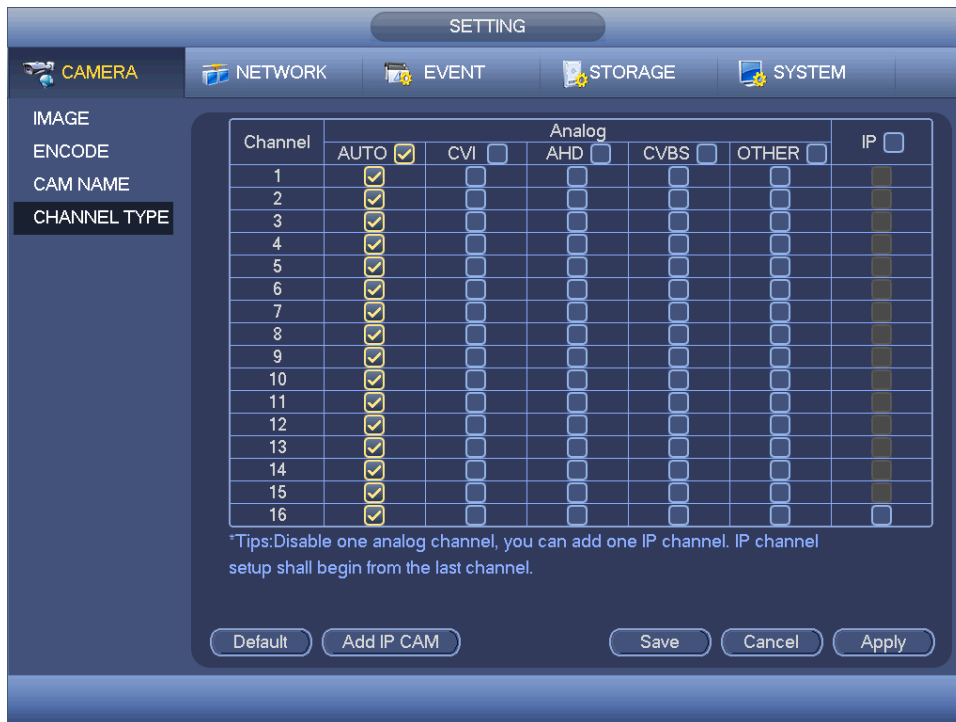 SETTING
CAMERA NETWORK EVENT STORAGE SYSTEM
IMAGE
ENCODE
CAM NAME
CHANNEL TYPE
Channel Analog IP
AUTO CVI AHD CVBS OTHER
1
2
3
4
5
6
7
8
9
10
11
12
13
14
15
16
*Tips:Disable one analog channel, you can add one IP channel. IP channel
setup shall begin from the last channel.
Default Add IP CAM Save Cancel Apply